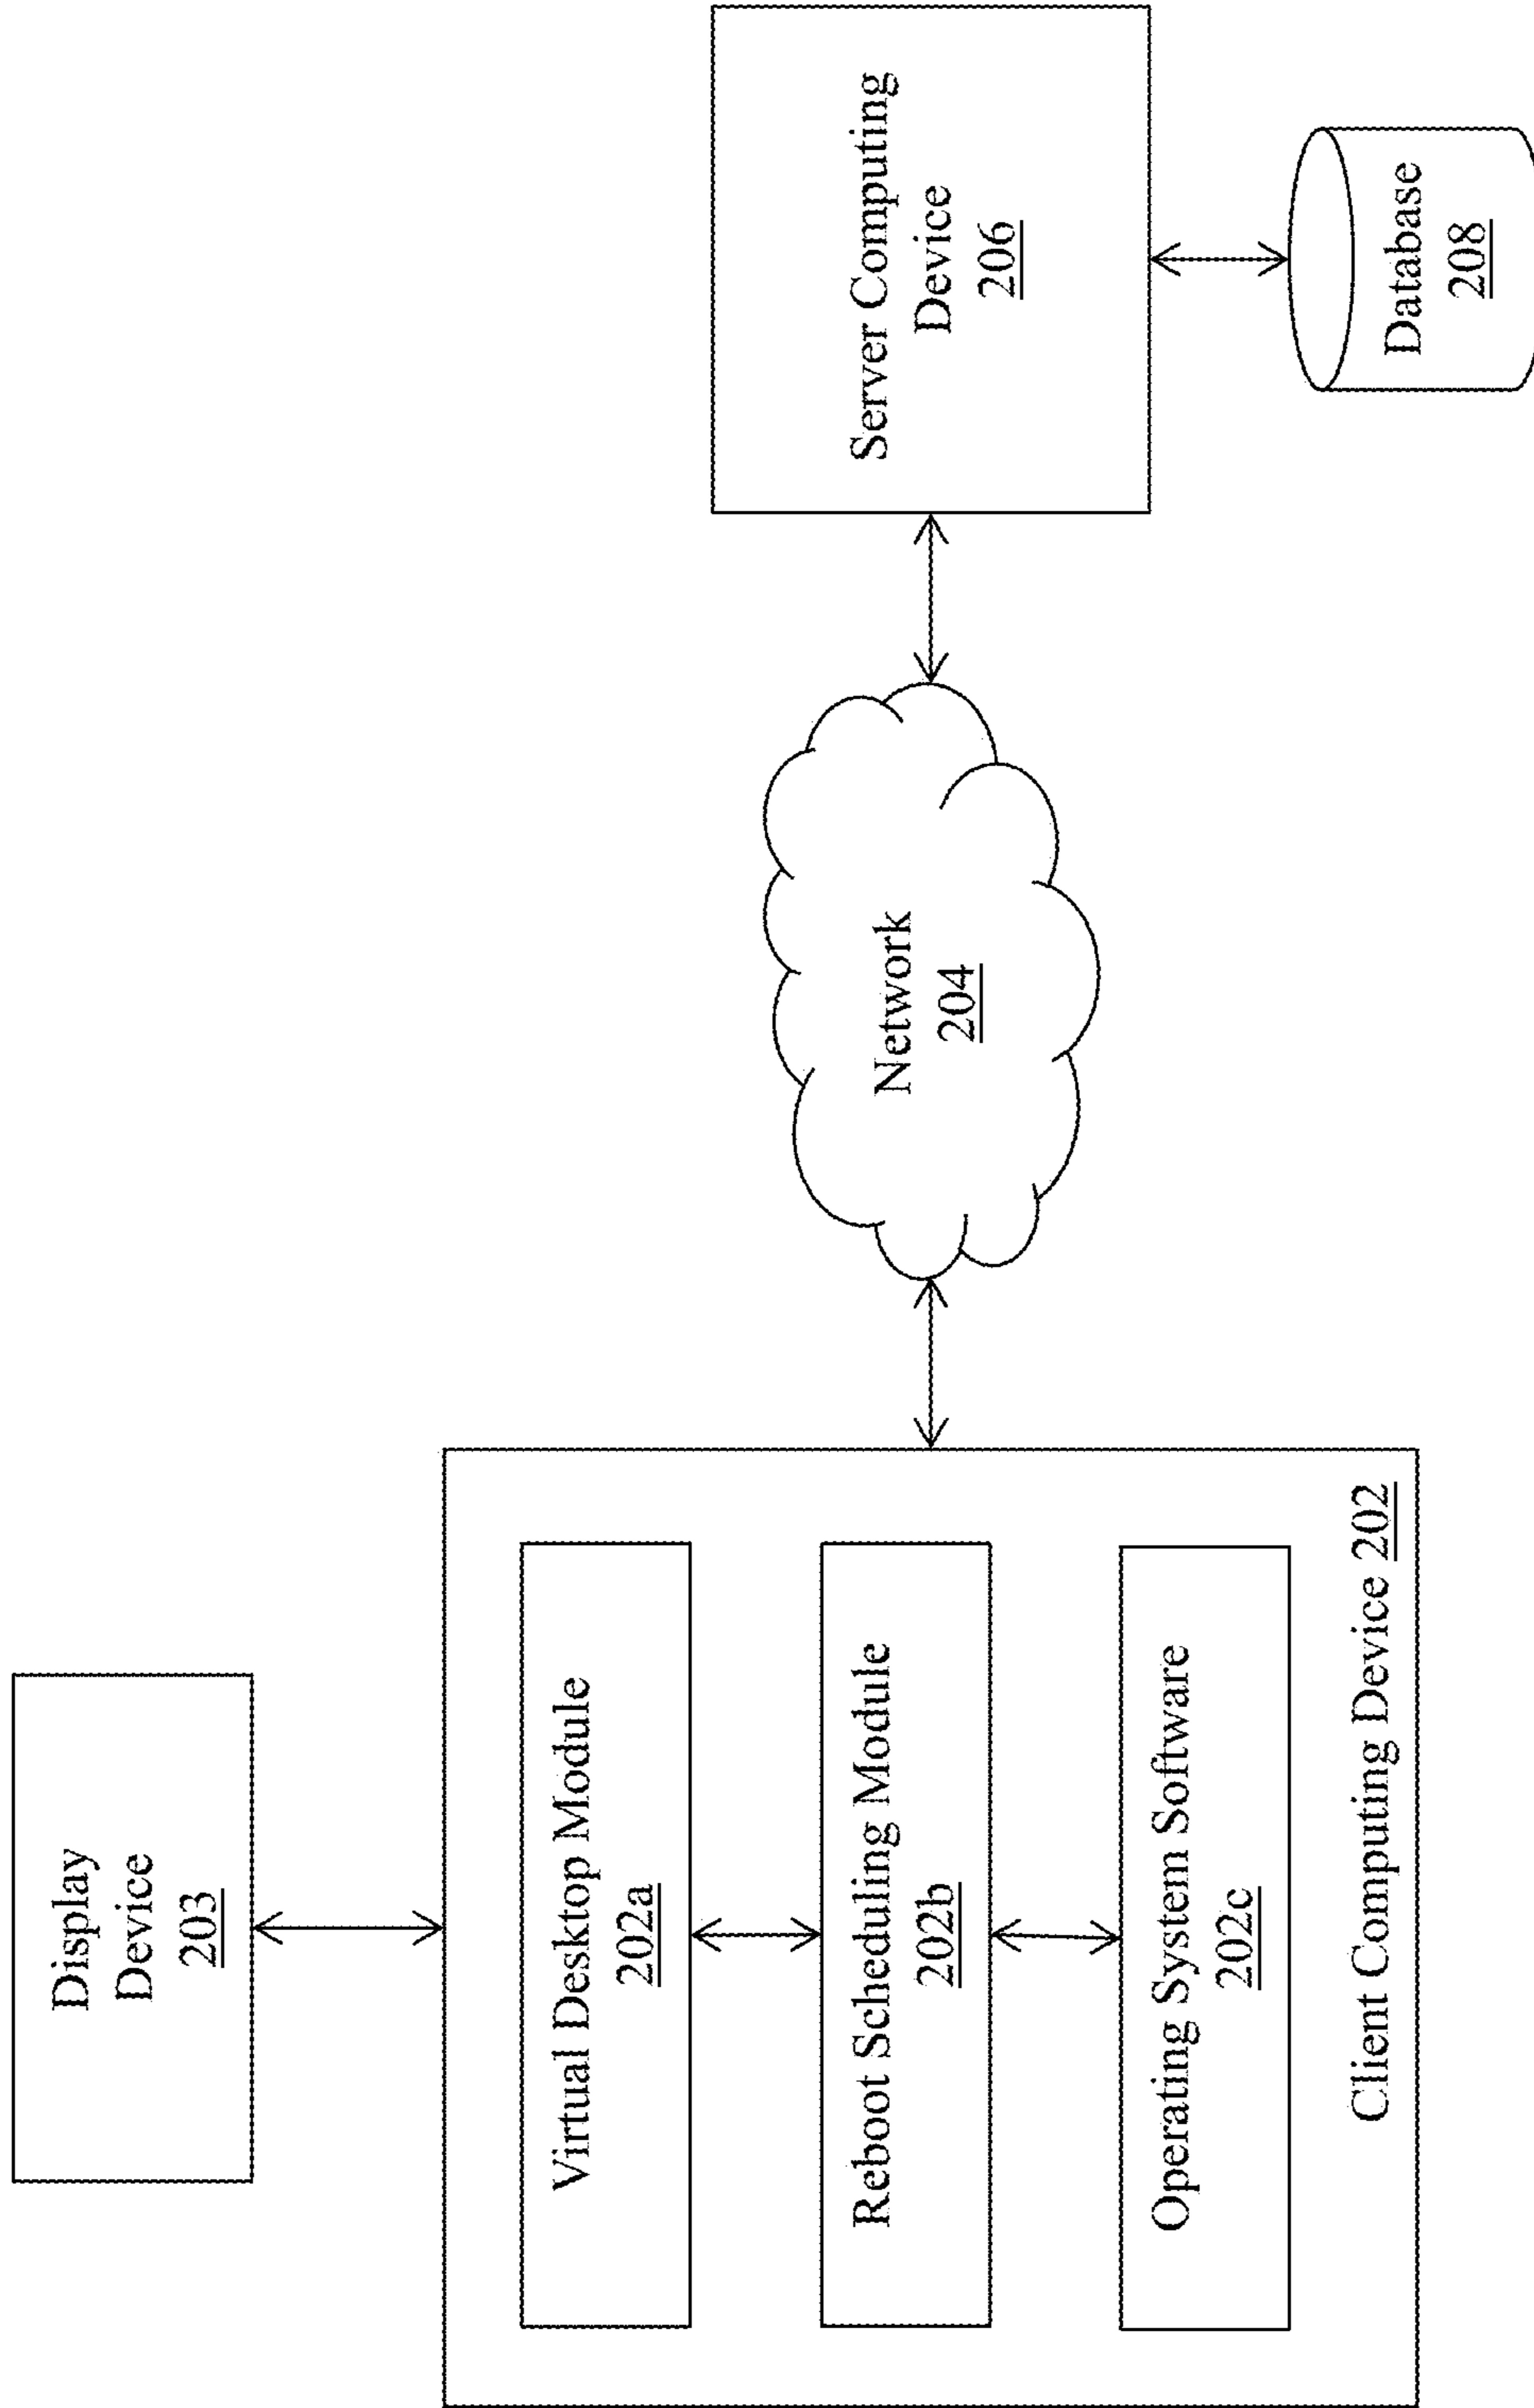 Display
Device
203
Virtual Desktop Module
202a
Reboot Scheduling Module
202b
Operating System Software
202c
Client Computing Device 202
Network
204
Server Computing
Device
206
Database
208